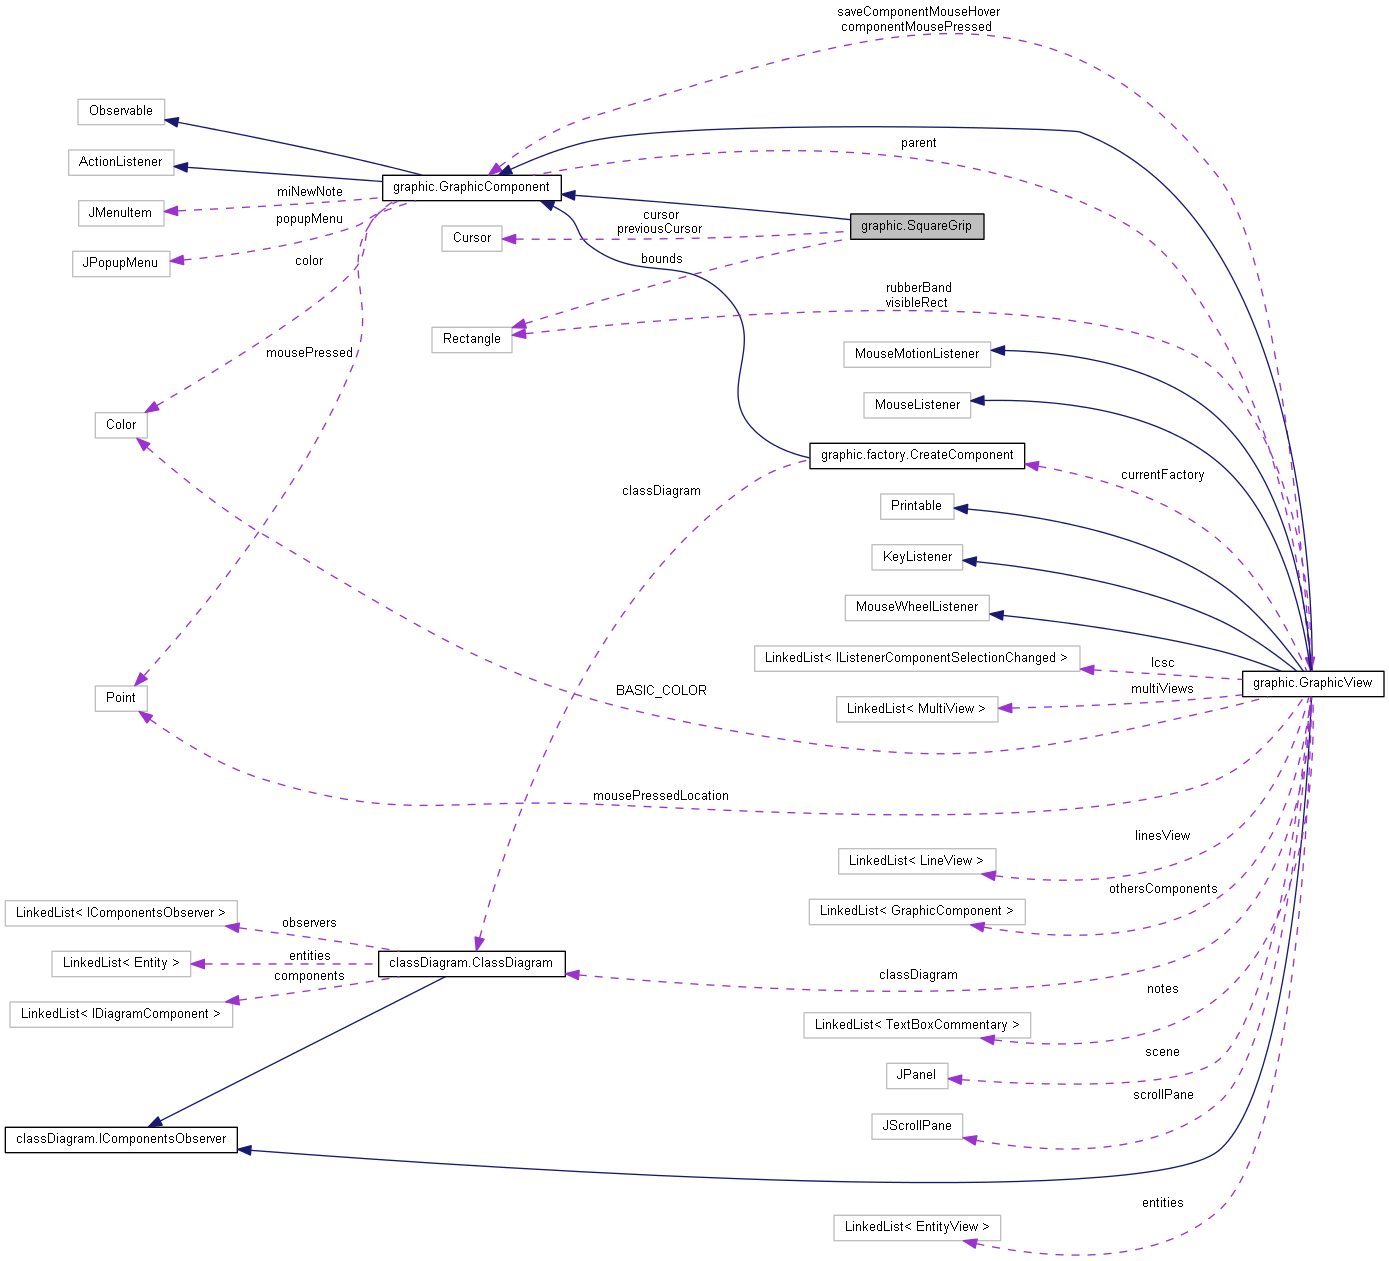 saveComponentMouseHover
componentMousePressed
Observable
parent
ActionListener
graphic.GraphicComponent
miNewNote
JMenuItem
popupMenu
cursor
previousCursor
graphic.SquareGrip
Cursor
JPopupMenu
color
bounds
rubberBand
visibleRect
Rectangle
mousePressed
MouseMotionListener
MouseListener
Color
graphic.factory.CreateComponent
currentFactory
classDiagram
Printable
KeyListener
MouseWheelListener
LinkedList< IListenerComponentSelectionChanged >
lcsc
graphic.GraphicView
multiViews
BASIC_COLOR
Point
LinkedList< MultiView >
mousePressedLocation
linesView
LinkedList< LineView >
othersComponents
LinkedList< IComponentsObserver >
LinkedList< GraphicComponent >
observers
entities
LinkedList< Entity >
classDiagram.ClassDiagram
components
classDiagram
notes
LinkedList< IDiagramComponent >
LinkedList< TextBoxCommentary >
scene
JPanel
scrollPane
JScrollPane
classDiagram.IComponentsObserver
entities
LinkedList< EntityView >